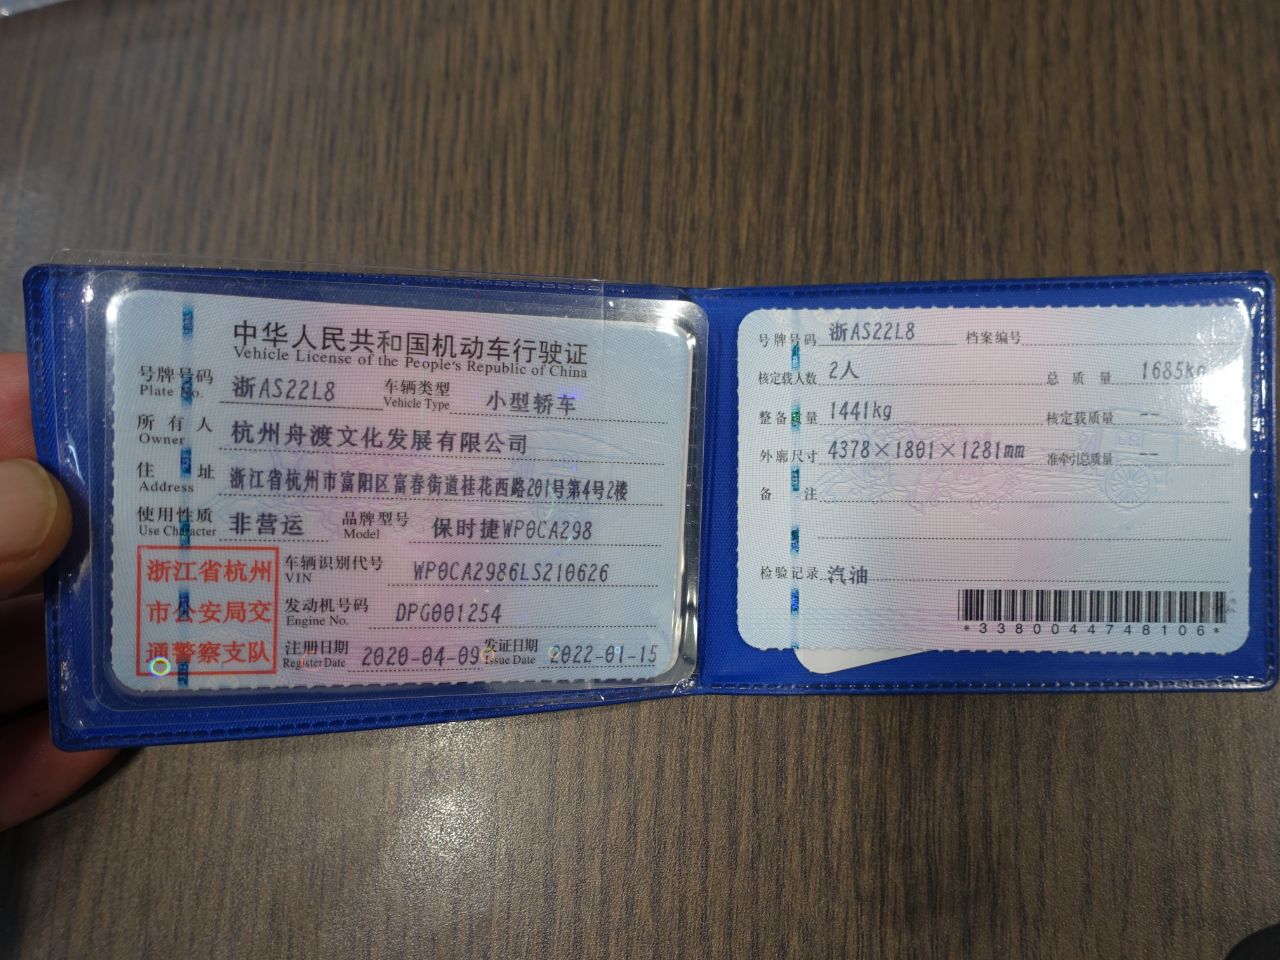 中华人民共和国机动车行驶证
Vehicle License of the People's Republic of China
号牌号码 浙AS22L8 车辆类型 小型轿车
Plate No. Vehicle Type
所有人 杭州舟渡文化发展有限公司
Owner
住址 浙江省杭州市富阳区富春街道桂花西路201号第4号2楼
Address
使用性质 非营运 品牌型号 保时捷WP0CA298
Use Character Model
浙江省杭州
市公安局交
通警察支队
车辆识别代号 WP0CA2986LS210626
VIN
发动机号码 DPG001254
Engine No.
注册日期 2020-04-09 发证日期 2022-01-15
Register Date Issue Date
号牌号码 浙AS22L8 档案编号
核定载人数 2人 总质量 1685kg
整备质量 1441kg 核定载质量 --
外廓尺寸 4378×1801×1281mm 准牵引总质量 --
备注
检验记录 汽油
*3380044748106*